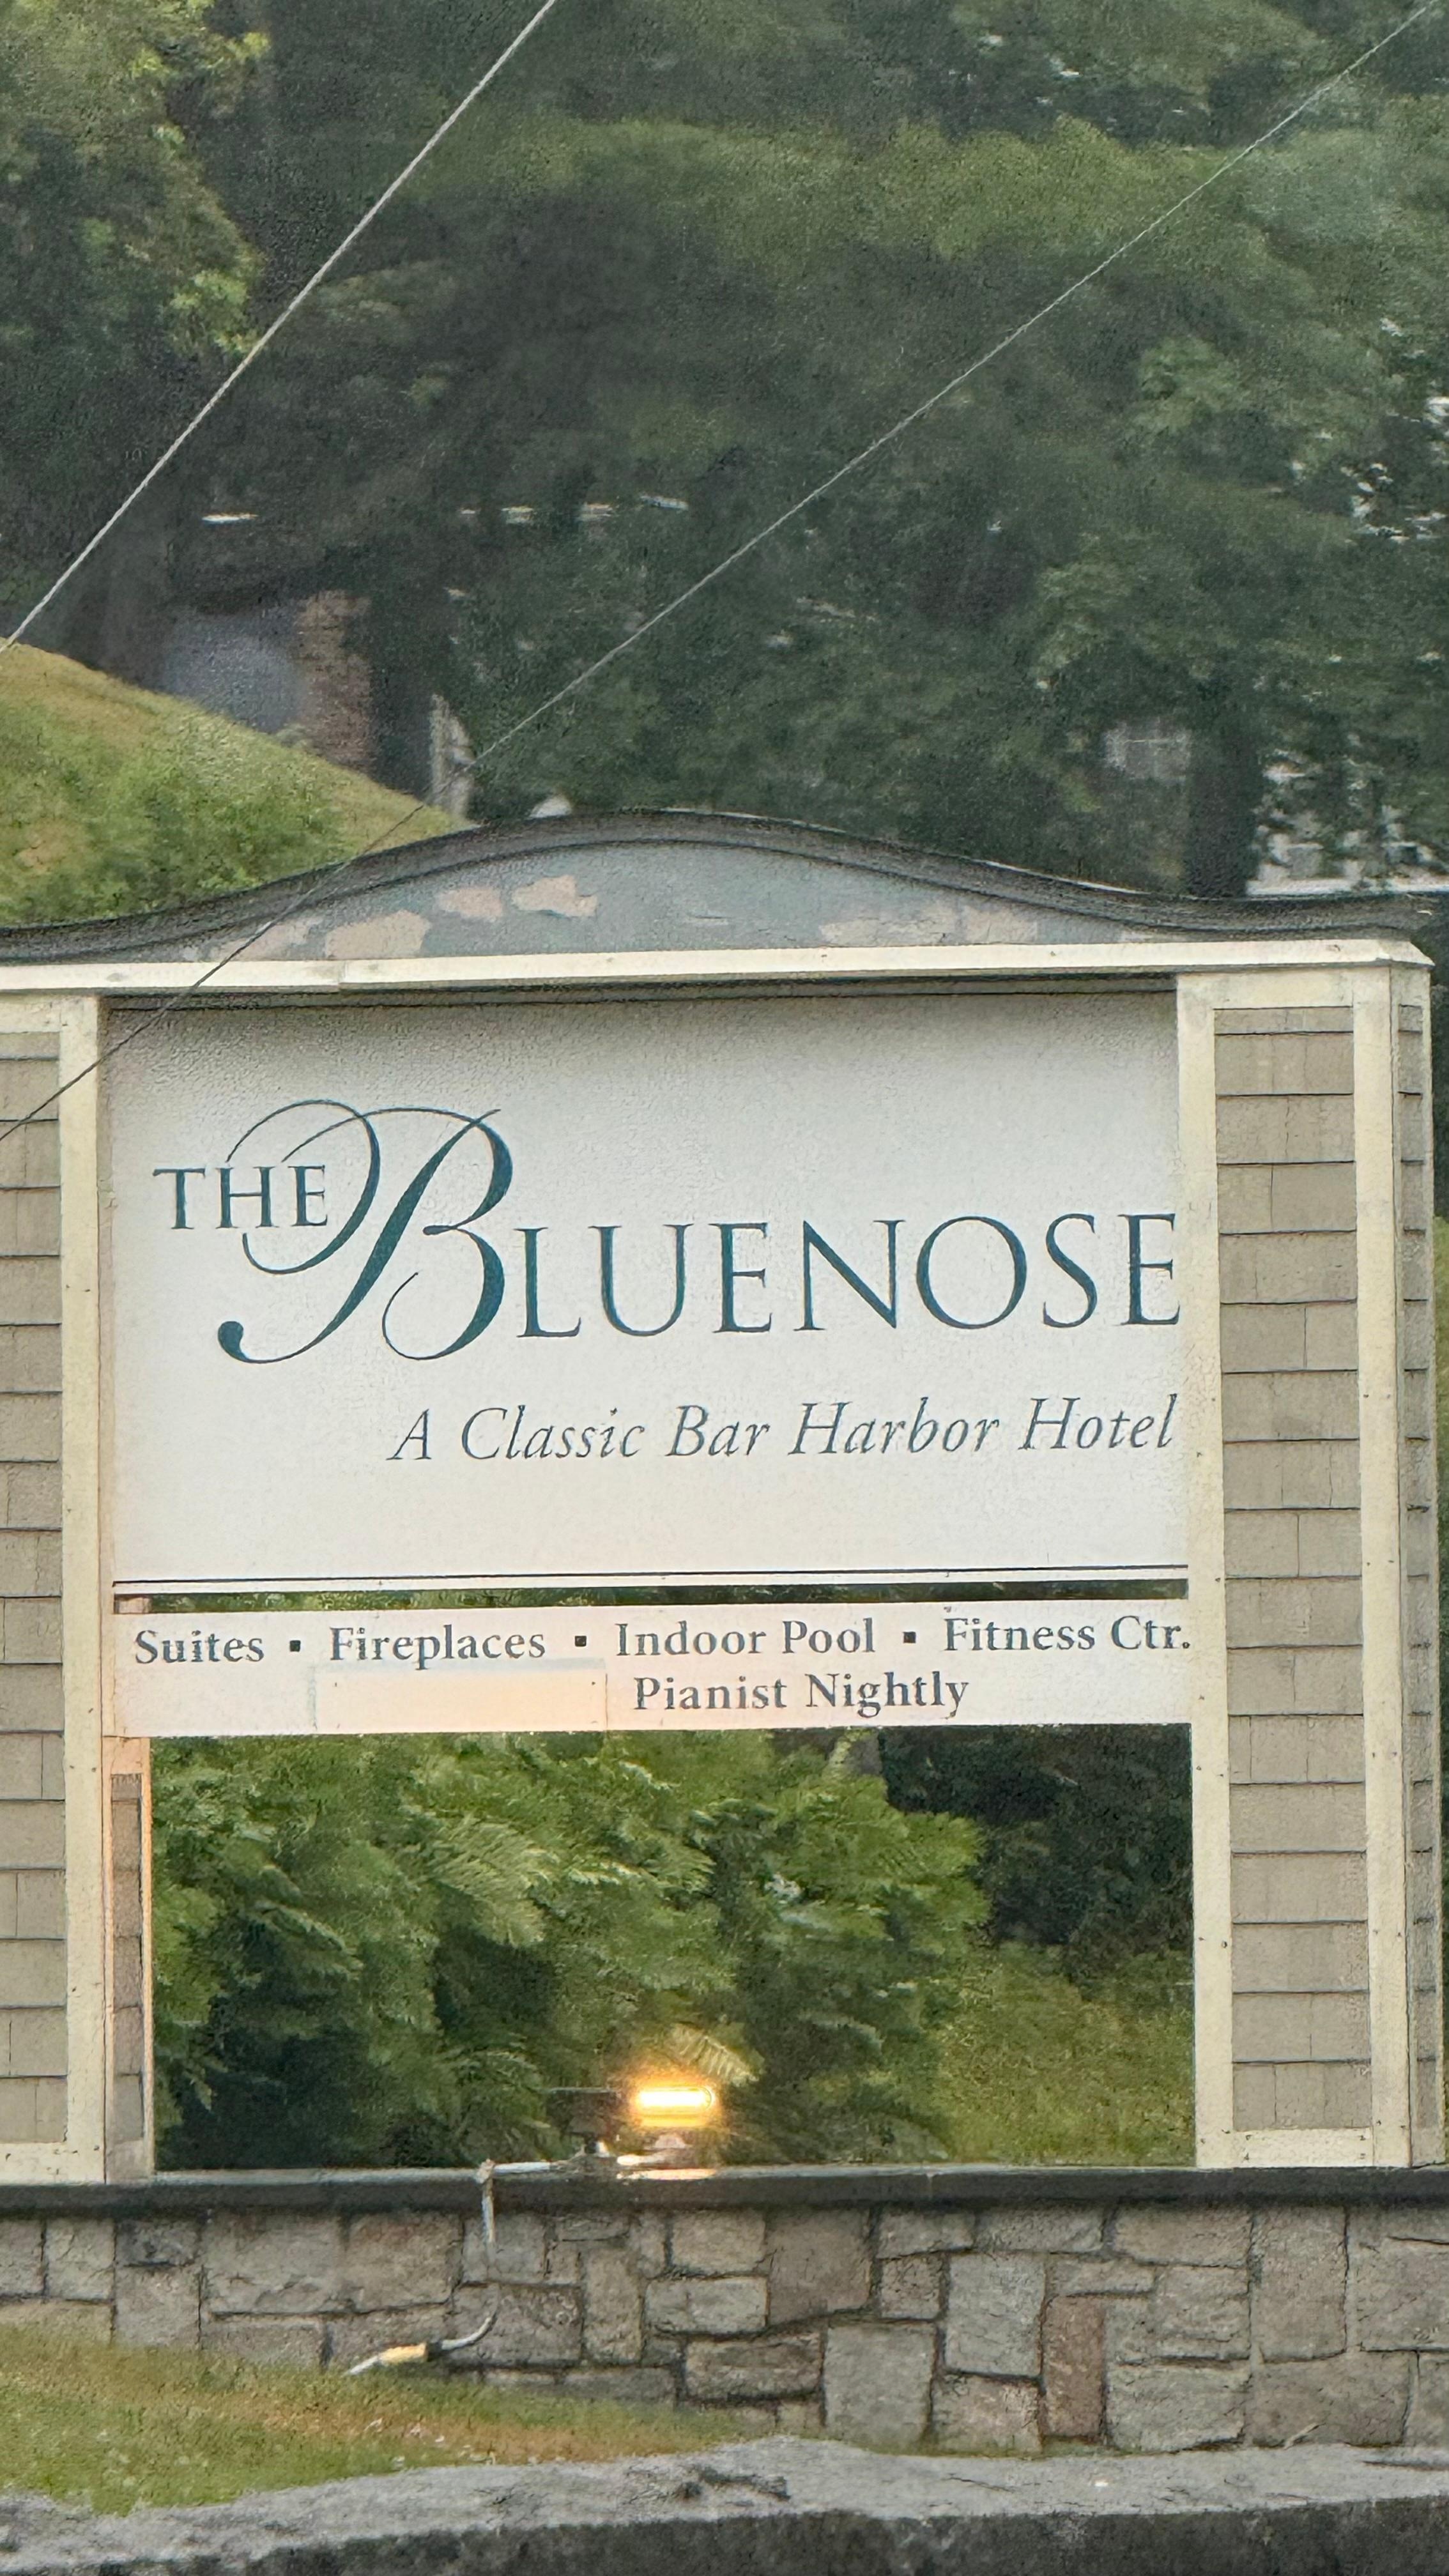 THE BLUENOSE
A Classic Bar Harbor Hotel
Suites ▪ Fireplaces ▪ Indoor Pool ▪ Fitness Ctr.
Pianist Nightly